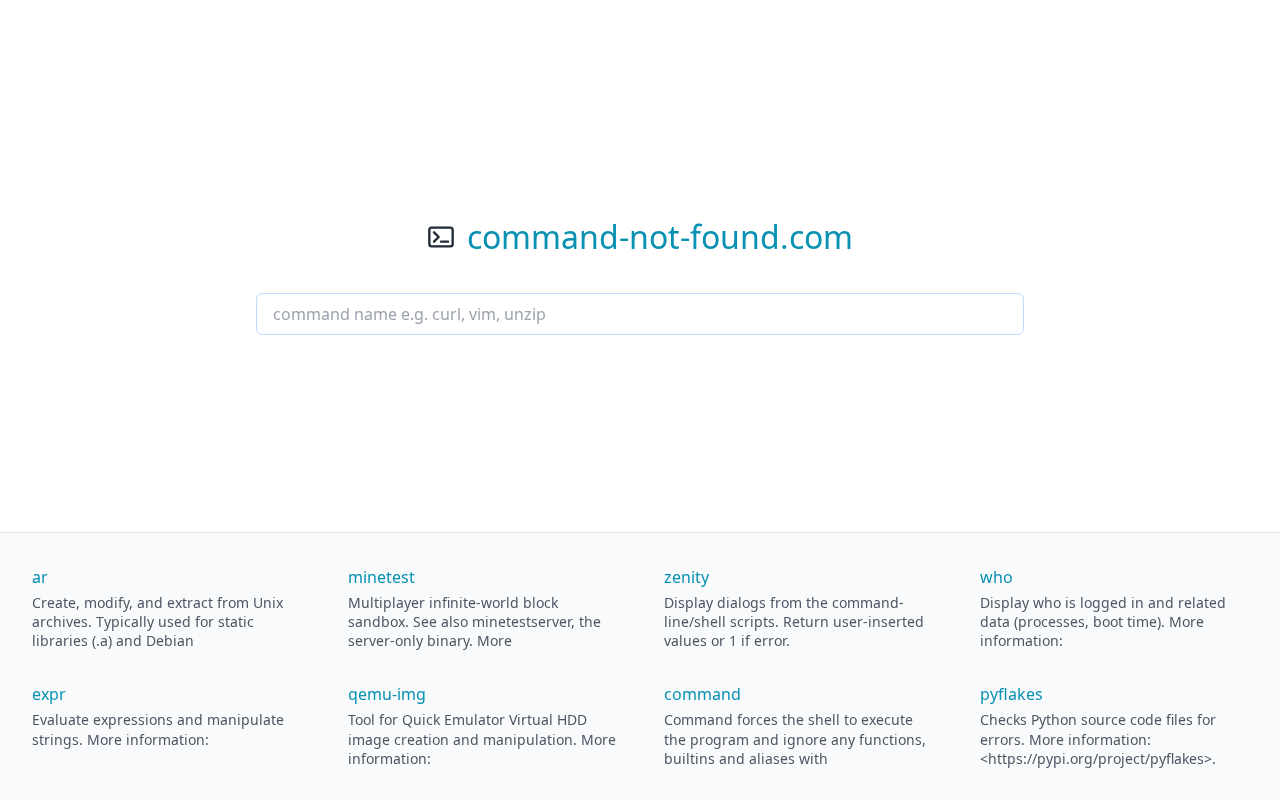 command-not-found.com
command name e.g. curl, vim, unzip
ar
Create, modify, and extract from Unix
archives. Typically used for static
libraries (.a) and Debian
minetest
Multiplayer infinite-world block
sandbox. See also minetestserver, the
server-only binary. More
zenity
Display dialogs from the command-
line/shell scripts. Return user-inserted
values or 1 if error.
who
Display who is logged in and related
data (processes, boot time). More
information:
expr
Evaluate expressions and manipulate
strings. More information:
qemu-img
Tool for Quick Emulator Virtual HDD
image creation and manipulation. More
information:
command
Command forces the shell to execute
the program and ignore any functions,
builtins and aliases with
pyflakes
Checks Python source code files for
errors. More information:
<https://pypi.org/project/pyflakes>.